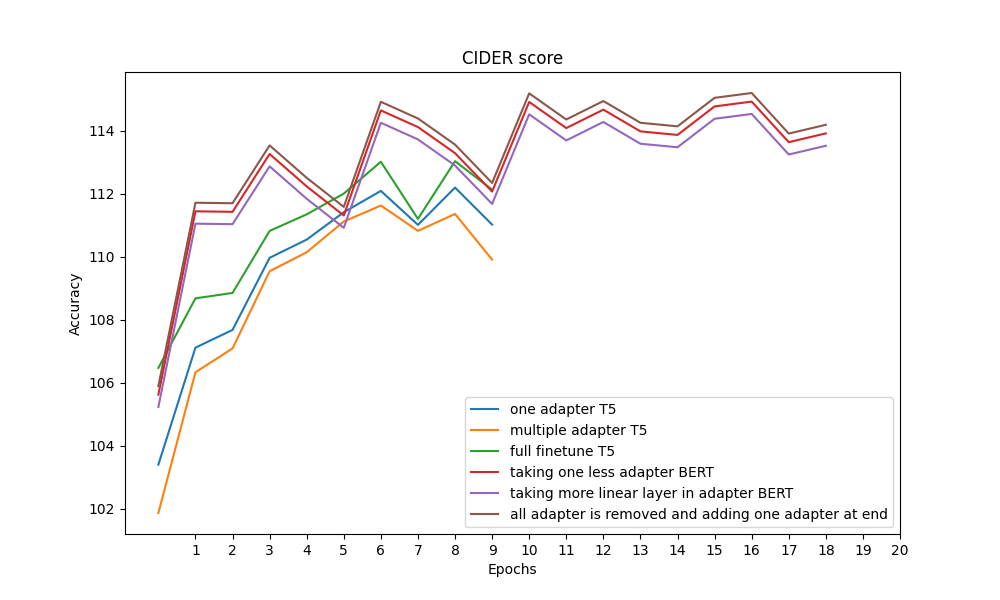 CIDER score
Accuracy
114
112
110
108
106
104
102
one adapter T5
multiple adapter T5
full finetune T5
taking one less adapter BERT
taking more linear layer in adapter BERT
all adapter is removed and adding one adapter at end
1 2 3 4 5 6 7 8 9 10 11 12 13 14 15 16 17 18 19 20
Epochs